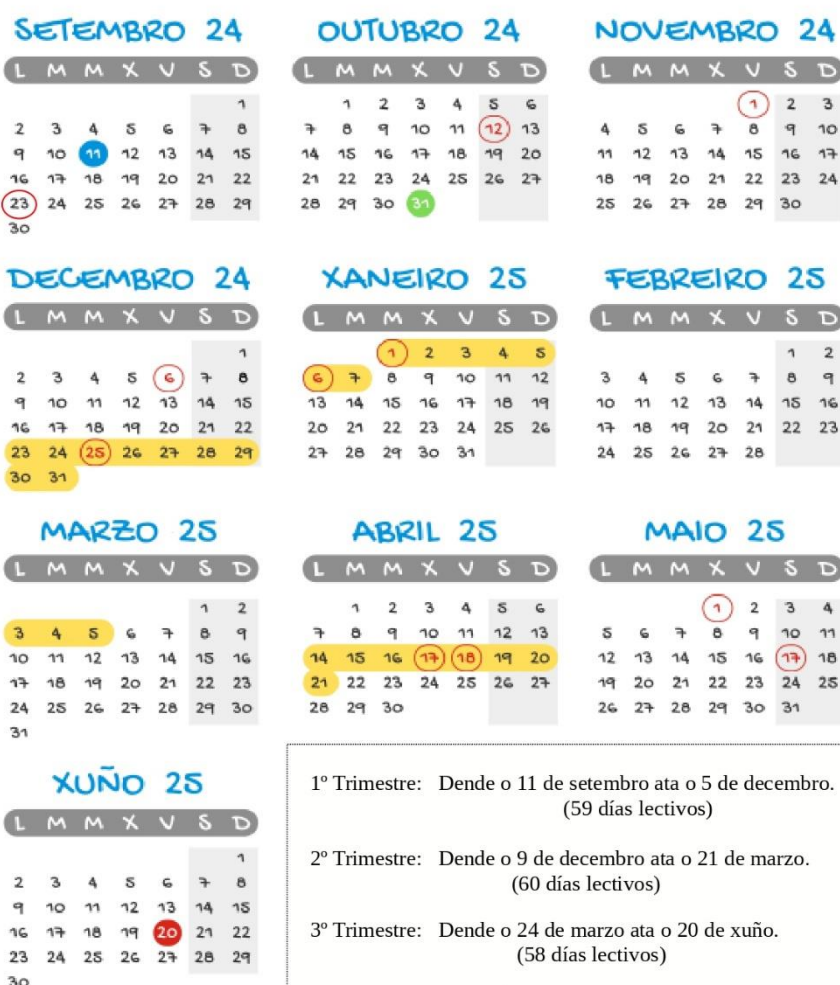 SETEMBRO 24
L M M X V S D
1
2 3 4 5 6 7 8
9 10 11 12 13 14 15
16 17 18 19 20 21 22
23 24 25 26 27 28 29
30
OUTUBRO 24
L M M X V S D
1 2 3 4 5 6
7 8 9 10 11 12 13
14 15 16 17 18 19 20
21 22 23 24 25 26 27
28 29 30 31
NOVEMBRO 24
L M M X V S D
1 2 3
4 5 6 7 8 9 10
11 12 13 14 15 16 17
18 19 20 21 22 23 24
25 26 27 28 29 30
DECEMBRO 24
L M M X V S D
1
2 3 4 5 6 7 8
9 10 11 12 13 14 15
16 17 18 19 20 21 22
23 24 25 26 27 28 29
30 31
XANEIRO 25
L M M X V S D
1 2 3 4 5
6 7 8 9 10 11 12
13 14 15 16 17 18 19
20 21 22 23 24 25 26
27 28 29 30 31
FEBREIRO 25
L M M X V S D
1 2
3 4 5 6 7 8 9
10 11 12 13 14 15 16
17 18 19 20 21 22 23
24 25 26 27 28
MARZO 25
L M M X V S D
1 2
3 4 5 6 7 8 9
10 11 12 13 14 15 16
17 18 19 20 21 22 23
24 25 26 27 28 29 30
31
ABRIL 25
L M M X V S D
1 2 3 4 5 6
7 8 9 10 11 12 13
14 15 16 17 18 19 20
21 22 23 24 25 26 27
28 29 30
MAIO 25
L M M X V S D
1 2 3 4
5 6 7 8 9 10 11
12 13 14 15 16 17 18
19 20 21 22 23 24 25
26 27 28 29 30 31
XUÑO 25
L M M X V S D
1
2 3 4 5 6 7 8
9 10 11 12 13 14 15
16 17 18 19 20 21 22
23 24 25 26 27 28 29
30
1º Trimestre: Dende o 11 de setembro ata o 5 de decembro.
(59 días lectivos)
2º Trimestre: Dende o 9 de decembro ata o 21 de marzo.
(60 días lectivos)
3º Trimestre: Dende o 24 de marzo ata o 20 de xuño.
(58 días lectivos)